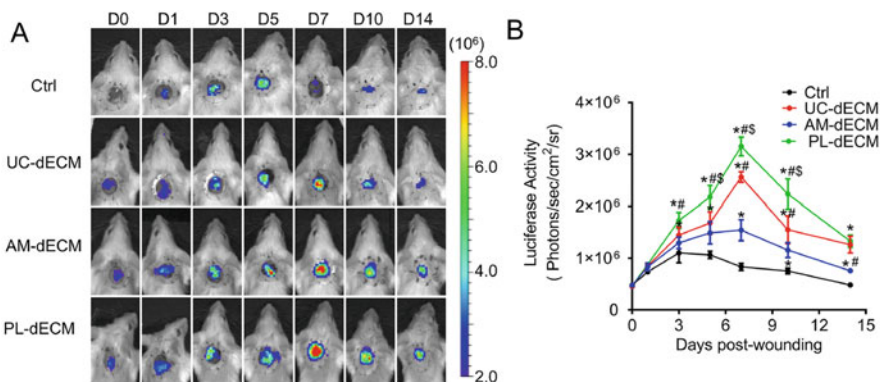 A
D0 D1 D3 D5 D7 D10 D14
(10⁶)
Ctrl
UC-dECM
AM-dECM
PL-dECM
8.0
6.0
4.0
2.0
B
Ctrl
UC-dECM
AM-dECM
PL-dECM
Luciferase Activity
( Photons/sec/cm²/sr)
4×10⁶
3×10⁶
2×10⁶
1×10⁶
0
*#$
*#
*#$
*#$
*#
*
*
*
*#
*
*
*
*#
0 3 6 9 12 15
Days post-wounding